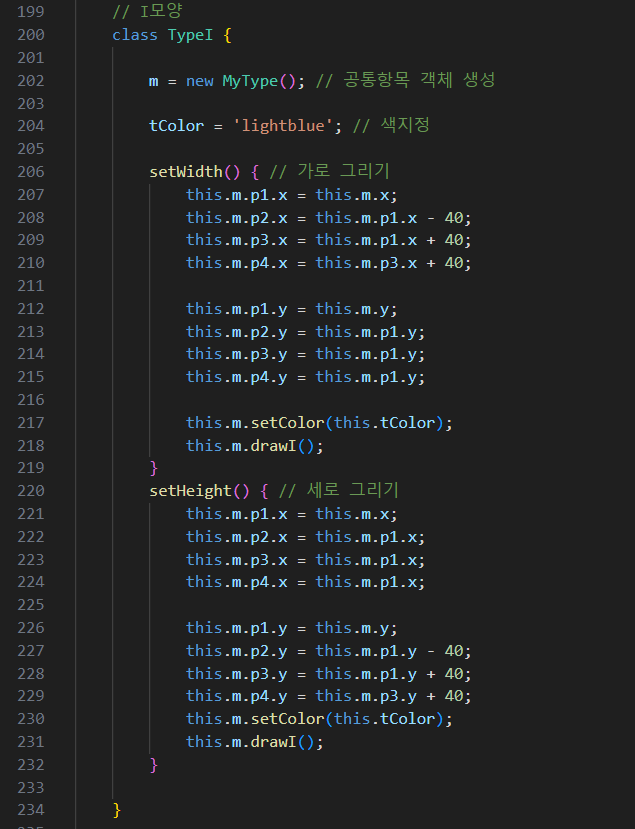 199 // I모양
200 class TypeI {
201
202 m = new MyType(); // 공통항목 객체 생성
203
204 tColor = 'lightblue'; // 색지정
205
206 setWidth() { // 가로 그리기
207 this.m.p1.x = this.m.x;
208 this.m.p2.x = this.m.p1.x - 40;
209 this.m.p3.x = this.m.p1.x + 40;
210 this.m.p4.x = this.m.p3.x + 40;
211
212 this.m.p1.y = this.m.y;
213 this.m.p2.y = this.m.p1.y;
214 this.m.p3.y = this.m.p1.y;
215 this.m.p4.y = this.m.p1.y;
216
217 this.m.setColor(this.tColor);
218 this.m.drawI();
219 }
220 setHeight() { // 세로 그리기
221 this.m.p1.x = this.m.x;
222 this.m.p2.x = this.m.p1.x;
223 this.m.p3.x = this.m.p1.x;
224 this.m.p4.x = this.m.p1.x;
225
226 this.m.p1.y = this.m.y;
227 this.m.p2.y = this.m.p1.y - 40;
228 this.m.p3.y = this.m.p1.y + 40;
229 this.m.p4.y = this.m.p3.y + 40;
230 this.m.setColor(this.tColor);
231 this.m.drawI();
232 }
233
234 }